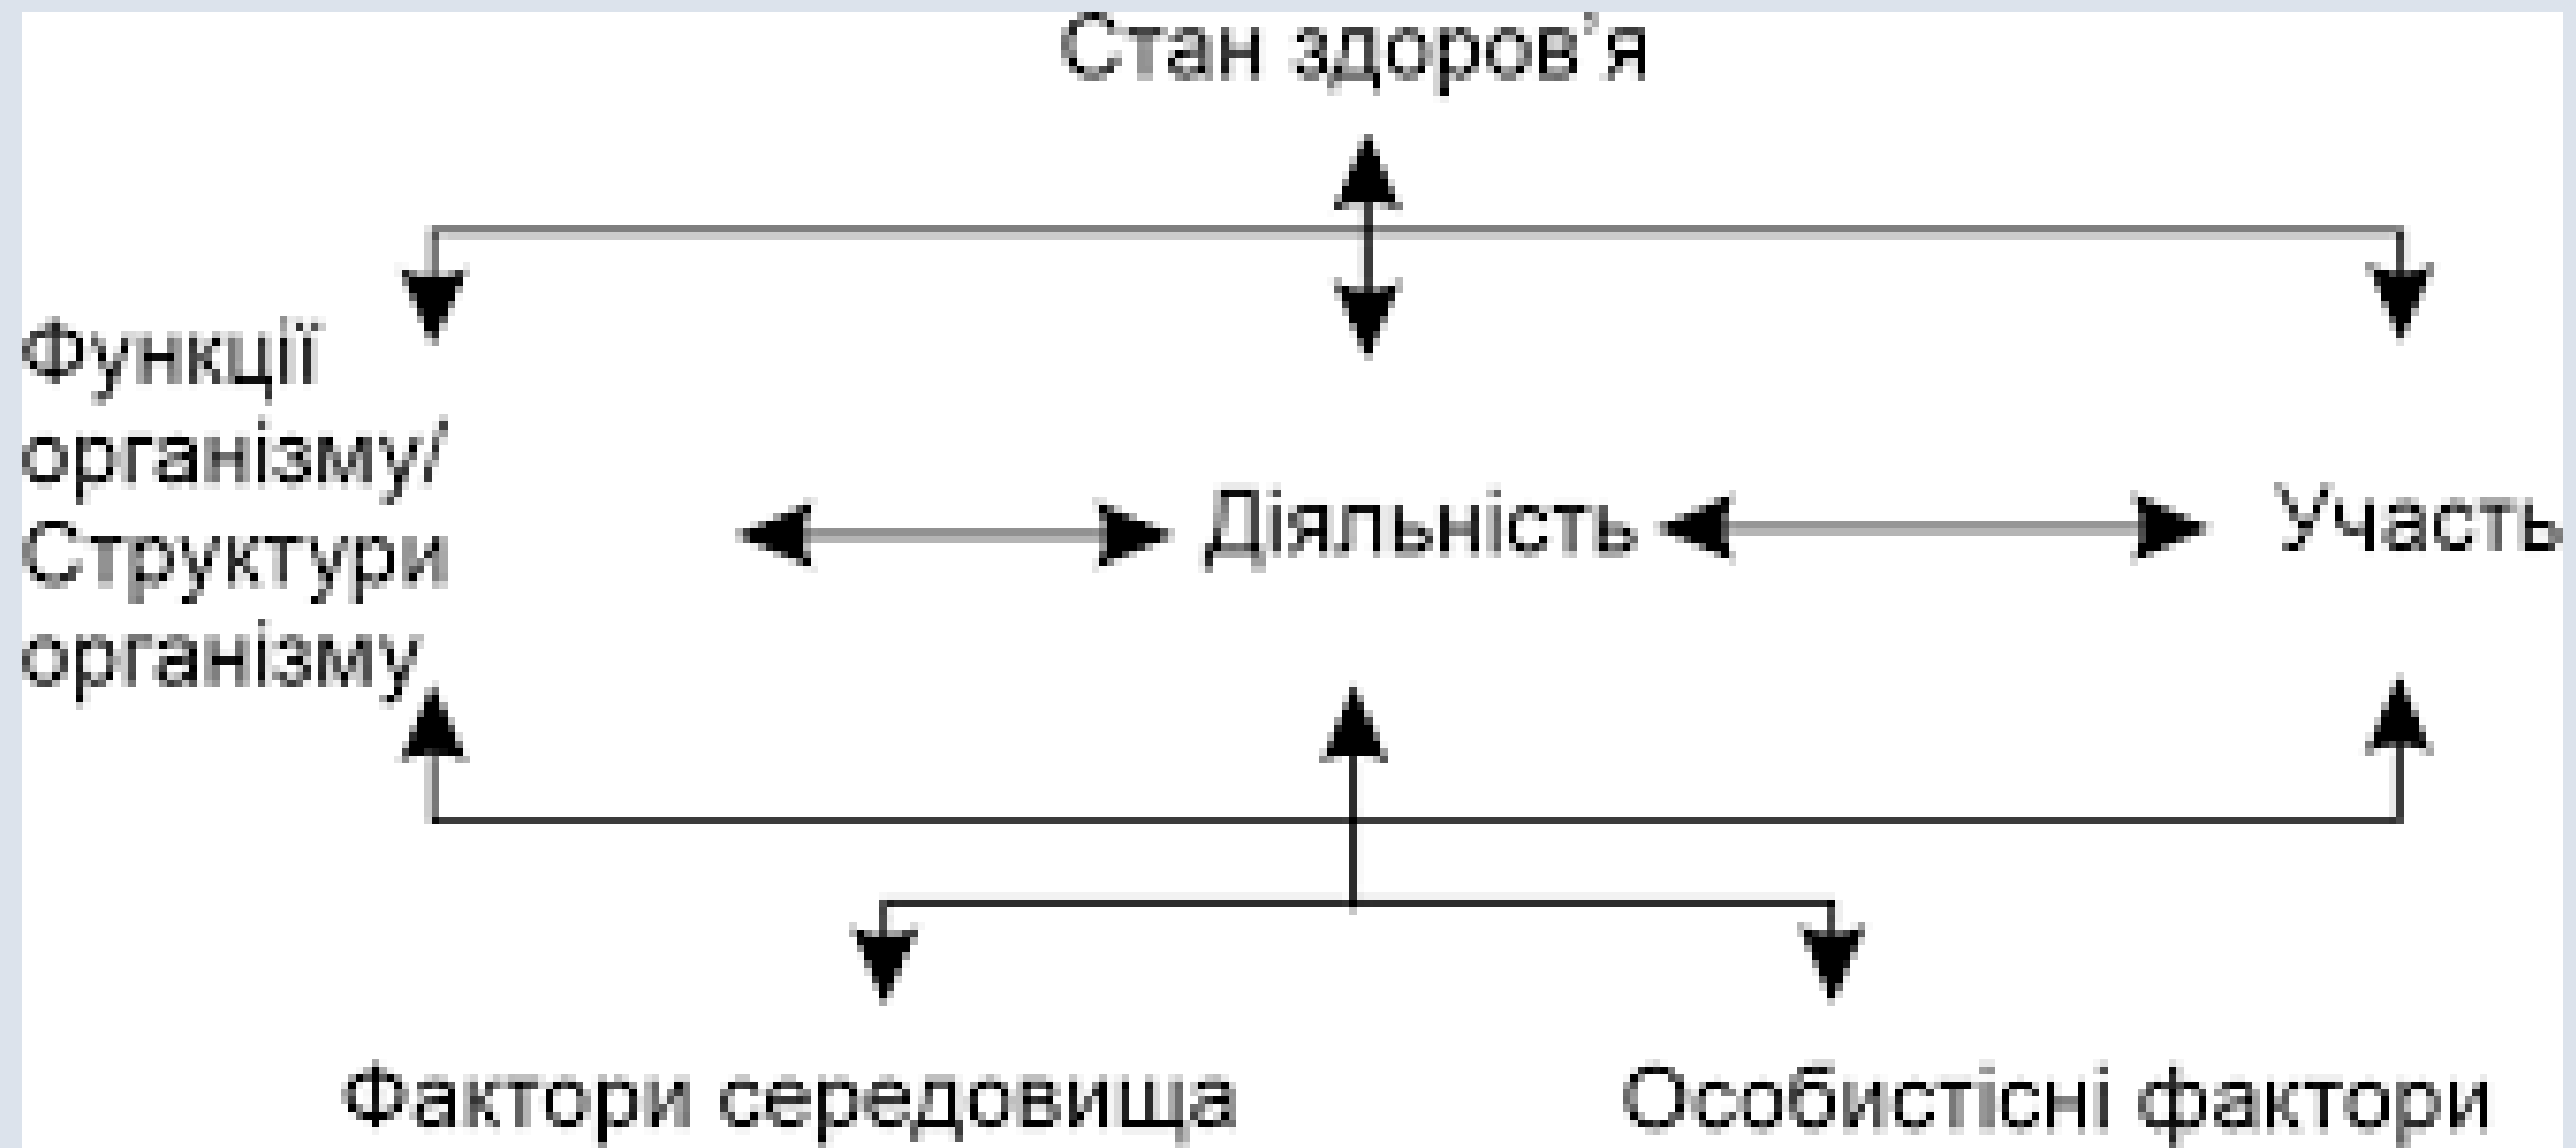 Стан здоров'я
Функції
організму/
Структури
організму
Діяльність
Участь
Фактори середовища
Особистісні фактори